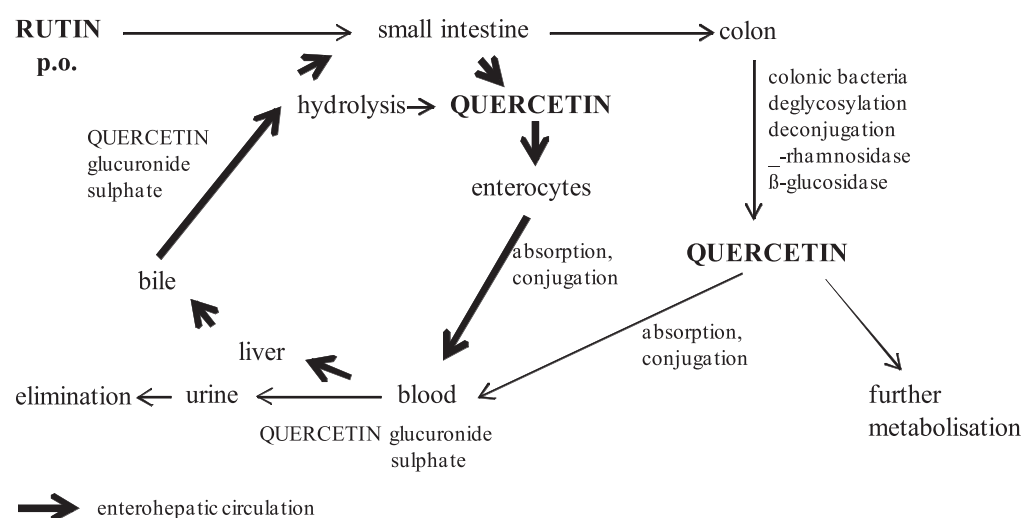 RUTIN
p.o.
small intestine
colon
hydrolysis
QUERCETIN
colonic bacteria
deglycosylation
deconjugation
_-rhamnosidase
ß-glucosidase
QUERCETIN
glucuronide
sulphate
enterocytes
absorption,
conjugation
QUERCETIN
bile
absorption,
conjugation
liver
elimination
urine
blood
further
metabolisation
QUERCETIN glucuronide
sulphate
enterohepatic circulation